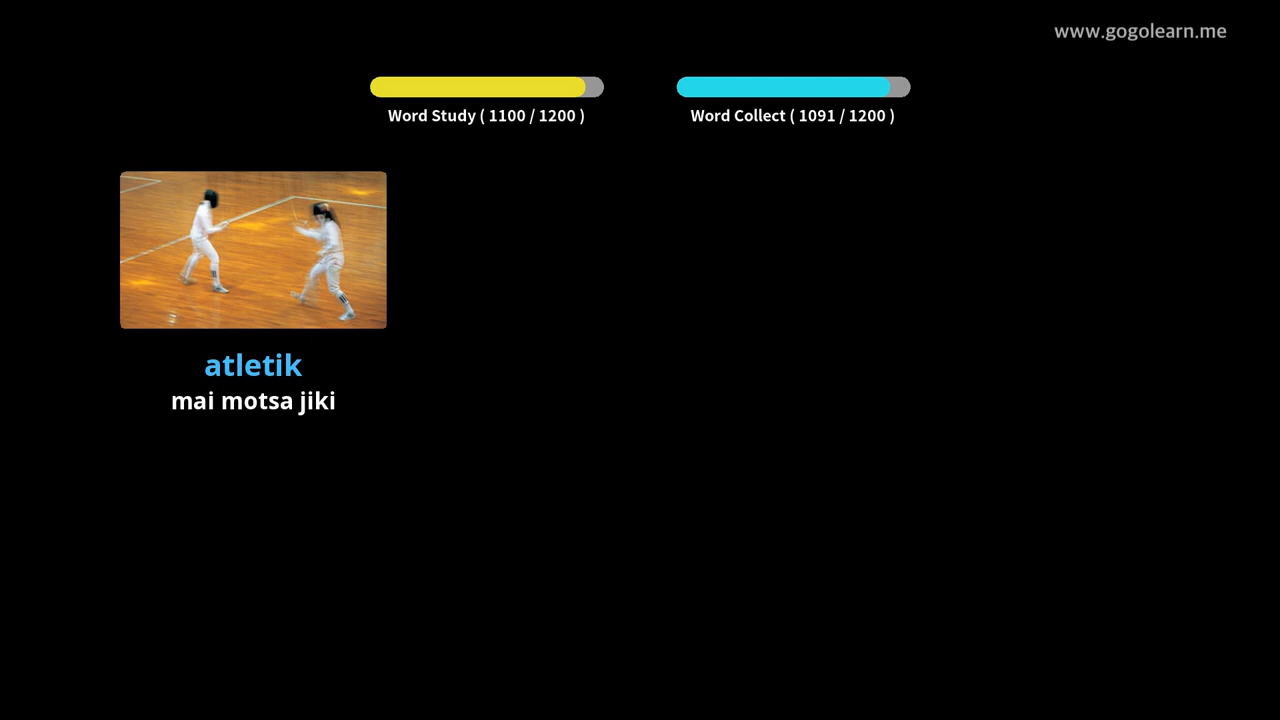 www.gogolearn.me
Word Study ( 1100 / 1200 )
Word Collect ( 1091 / 1200 )
atletik
mai motsa jiki